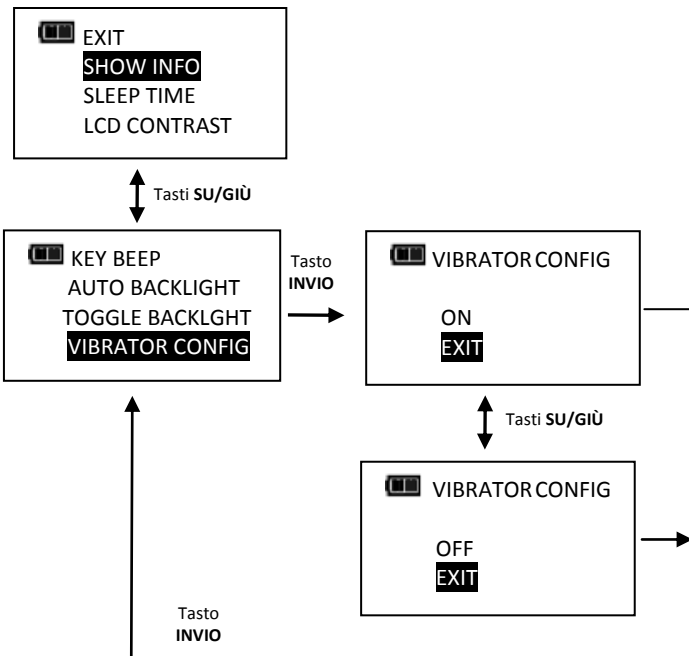 EXIT
SHOW INFO
SLEEP TIME
LCD CONTRAST
Tasti SU/GIÙ
KEY BEEP
AUTO BACKLIGHT
TOGGLE BACKLGHT
VIBRATOR CONFIG
Tasto
INVIO
VIBRATOR CONFIG
ON
EXIT
Tasti SU/GIÙ
VIBRATOR CONFIG
OFF
EXIT
Tasto
INVIO